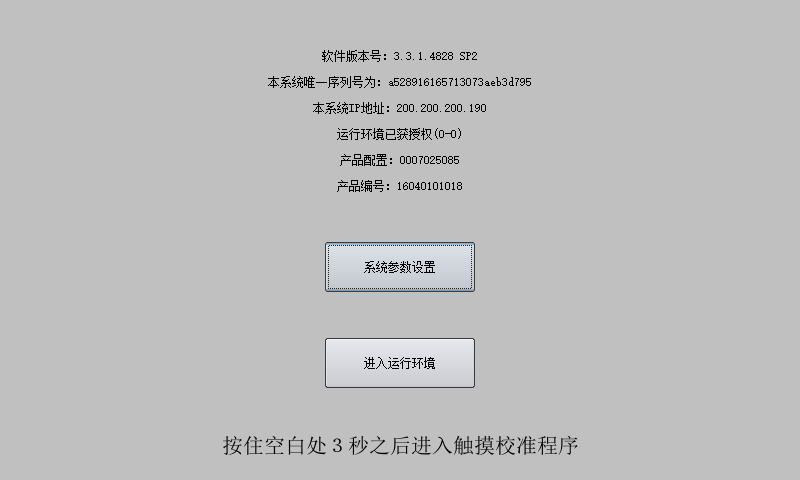 软件版本号：3.3.1.4828 SP2
本系统唯一序列号为：a528916165713073aeb3d795
本系统IP地址：200.200.200.190
运行环境已获授权(0-0)
产品配置：0007025085
产品编号：16040101018
系统参数设置
进入运行环境
按住空白处 3 秒之后进入触摸校准程序